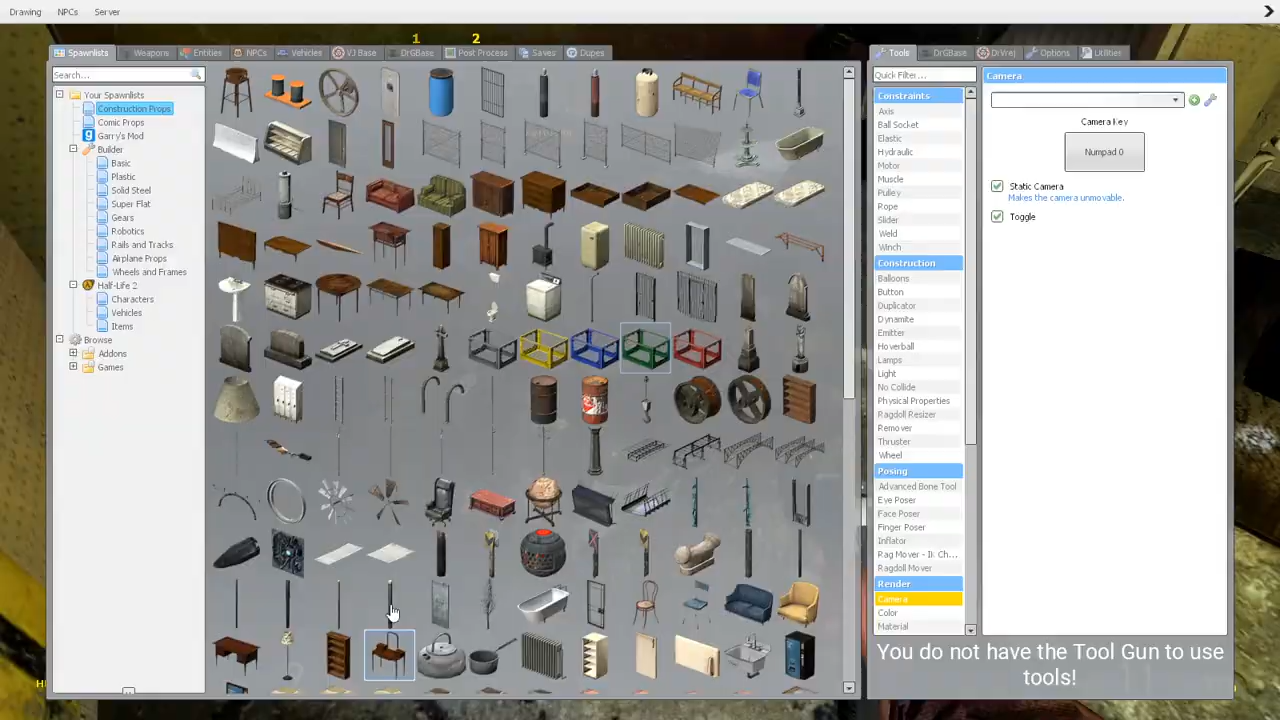 Drawing NPCs Server
1 2
Spawnlists Weapons Entities NPCs Vehicles VJ Base DrGBase Post Process Saves Dupes
Search...
Your Spawnlists
Construction Props
Comic Props
Garry's Mod
Builder
Basic
Plastic
Solid Steel
Super Flat
Gears
Robotics
Rails and Tracks
Airplane Props
Wheels and Frames
Half-Life 2
Characters
Vehicles
Items
Browse
Addons
Games
Tools DrGBase DrVrej Options Utilities
Quick Filter...
Constraints
Axis
Ball Socket
Elastic
Hydraulic
Motor
Muscle
Pulley
Rope
Slider
Weld
Winch
Construction
Balloons
Button
Duplicator
Dynamite
Emitter
Hoverball
Lamps
Light
No Collide
Physical Properties
Ragdoll Resizer
Remover
Thruster
Wheel
Posing
Advanced Bone Tool
Eye Poser
Face Poser
Finger Poser
Inflator
Rag Mover - IK Ch...
Ragdoll Mover
Render
Camera
Color
Material
Camera
Camera Key
Numpad 0
Static Camera
Makes the camera unmovable.
Toggle
You do not have the Tool Gun to use
tools!